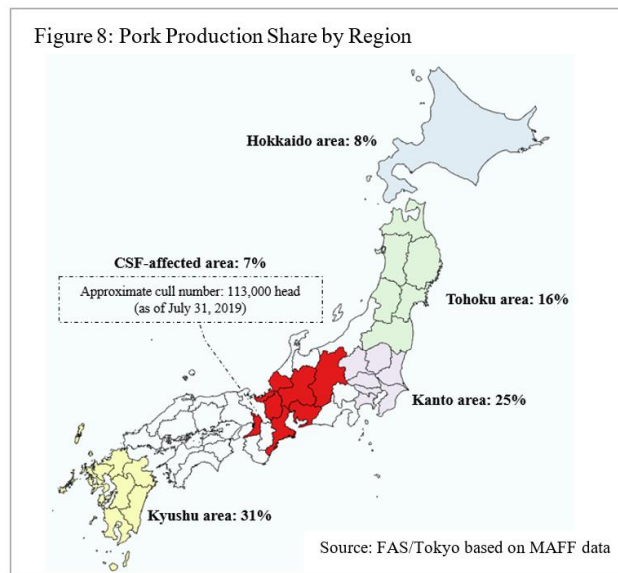 Figure 8: Pork Production Share by Region
Hokkaido area: 8%
CSF-affected area: 7%
Approximate cull number: 113,000 head
(as of July 31, 2019)
Tohoku area: 16%
Kanto area: 25%
Kyushu area: 31%
Source: FAS/Tokyo based on MAFF data